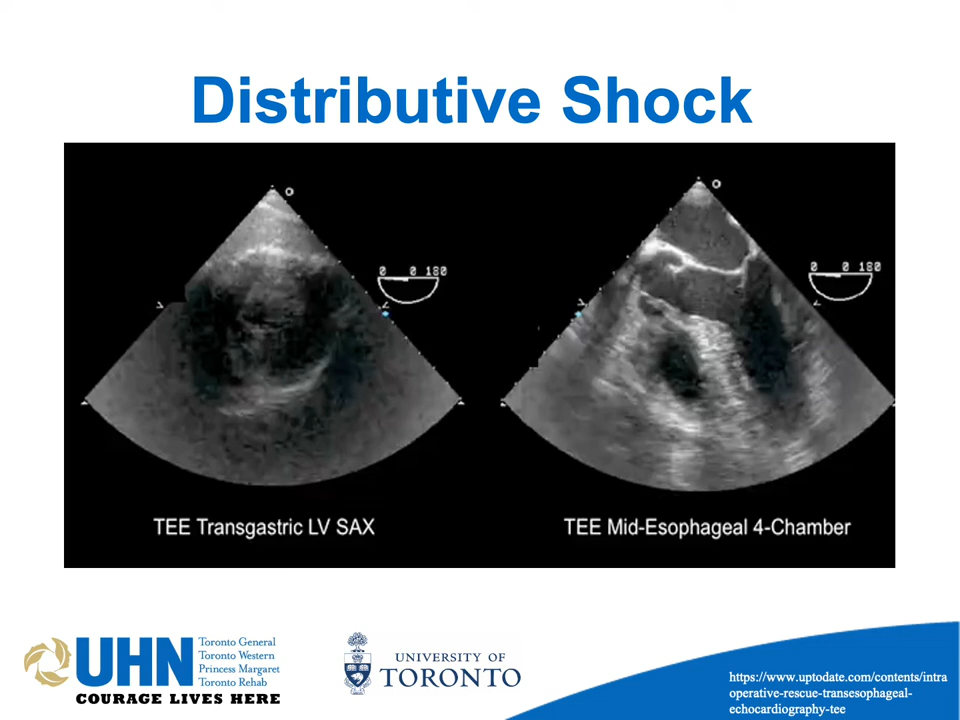 Distributive Shock
0 0 180
0 0 180
TEE Transgastric LV SAX
TEE Mid-Esophageal 4-Chamber
UHN
Toronto General
Toronto Western
Princess Margaret
Toronto Rehab
COURAGE LIVES HERE
UNIVERSITY OF
TORONTO
https://www.uptodate.com/contents/intra
operative-rescue-transesophageal-
echocardiography-tee